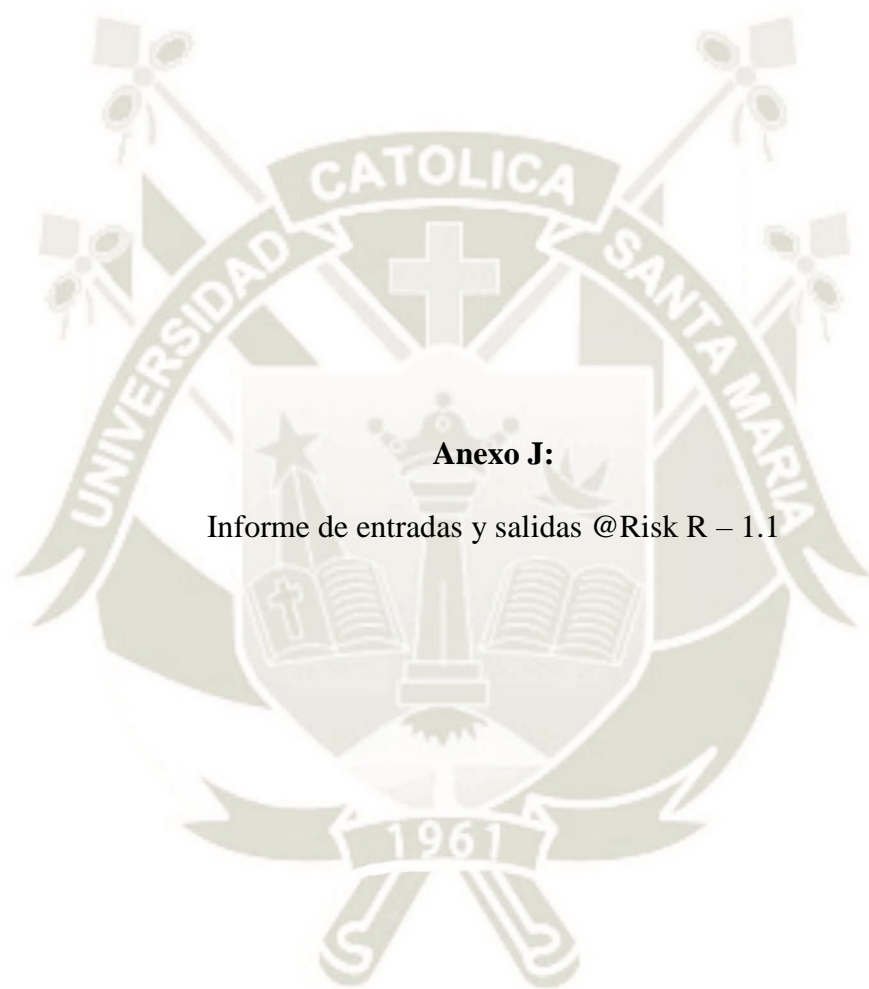 UNIVERSIDAD CATOLICA SANTA MARIA
Anexo J:
Informe de entradas y salidas @Risk R – 1.1
1961